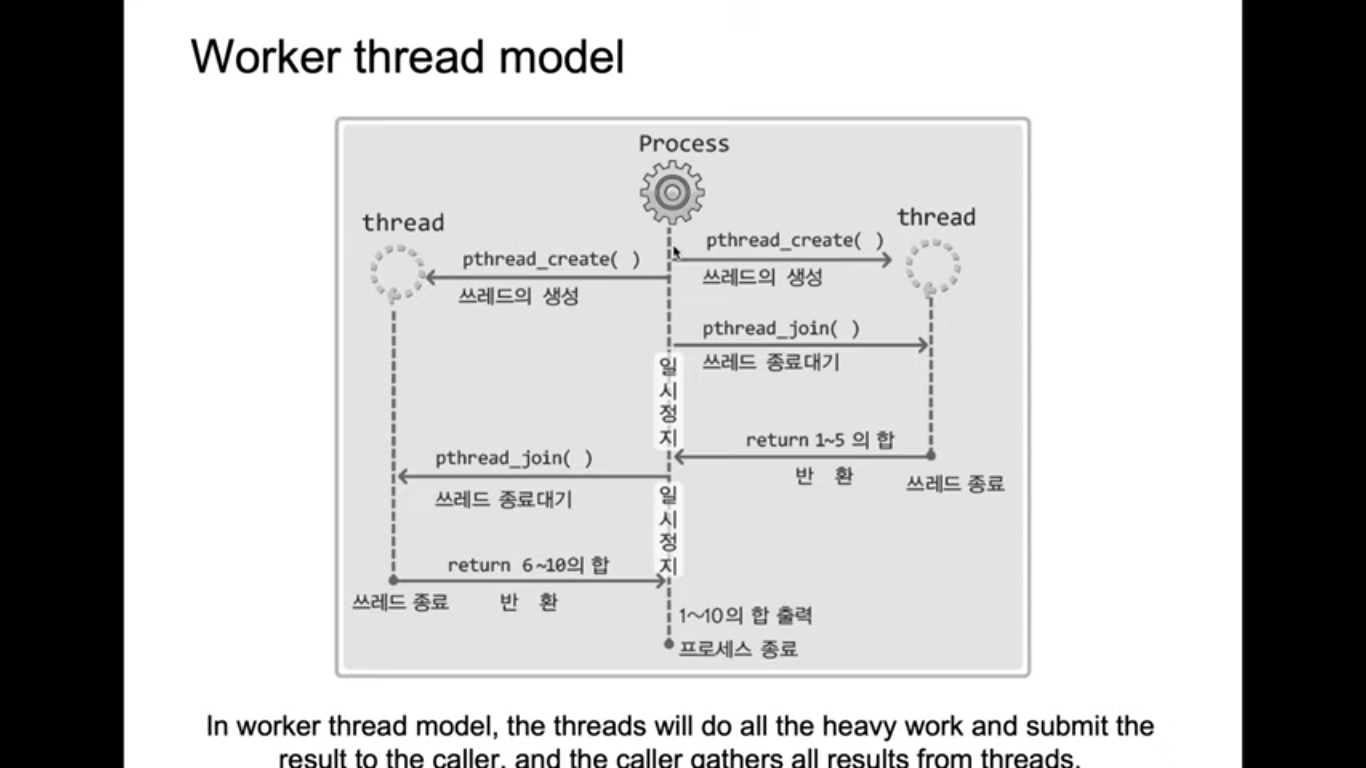 Worker thread model
Process
thread
thread
pthread_create( )
쓰레드의 생성
pthread_create( )
쓰레드의 생성
pthread_join( )
쓰레드 종료대기
일시정지
return 1~5 의 합
반 환
쓰레드 종료
pthread_join( )
쓰레드 종료대기
일시정지
return 6~10의 합
반 환
쓰레드 종료
1~10의 합 출력
프로세스 종료
In worker thread model, the threads will do all the heavy work and submit the
result to the caller, and the caller gathers all results from threads.